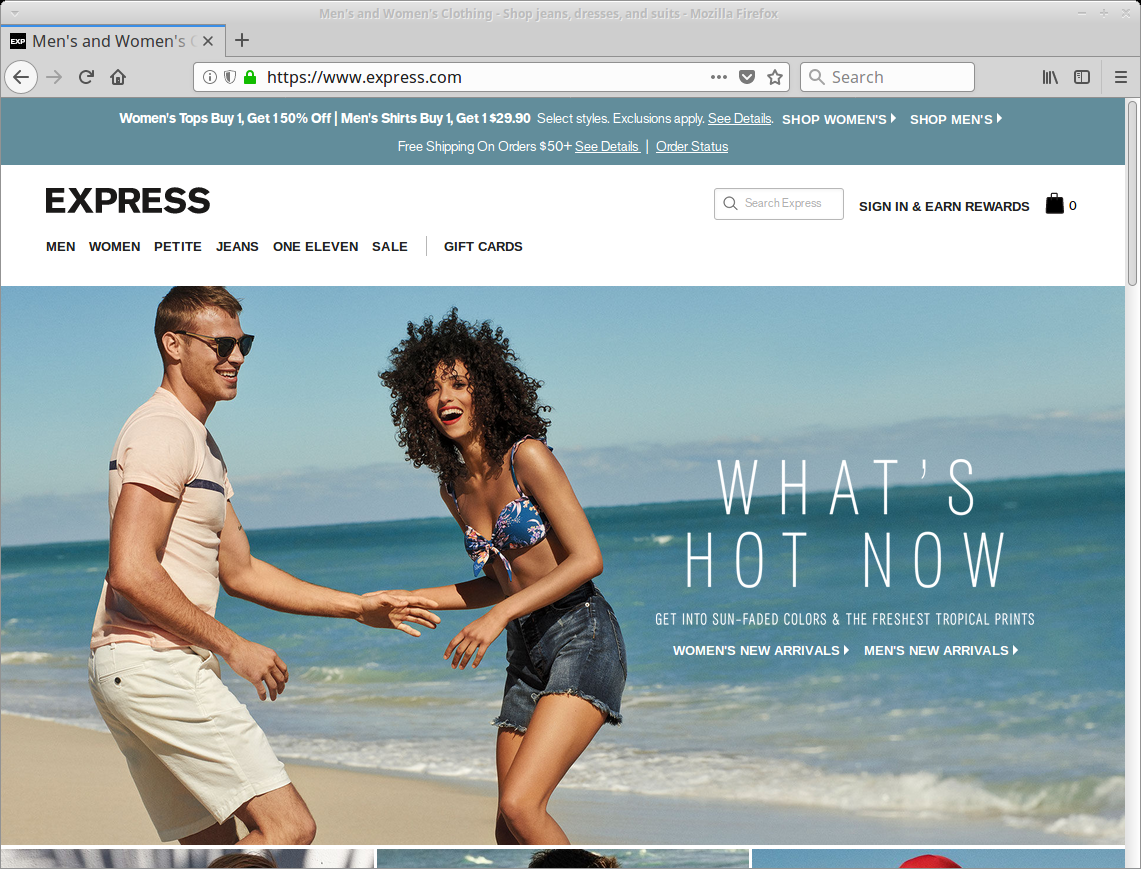 Men's and Women's Clothing - Shop jeans, dresses, and suits - Mozilla Firefox
EXP Men's and Women's C
https://www.express.com
Search
Women's Tops Buy 1, Get 1 50% Off | Men's Shirts Buy 1, Get 1 $29.90 Select styles. Exclusions apply. See Details. SHOP WOMEN'S SHOP MEN'S
Free Shipping On Orders $50+ See Details | Order Status
EXPRESS
Search Express
SIGN IN & EARN REWARDS
0
MEN WOMEN PETITE JEANS ONE ELEVEN SALE | GIFT CARDS
WHAT'S
HOT NOW
GET INTO SUN-FADED COLORS & THE FRESHEST TROPICAL PRINTS
WOMEN'S NEW ARRIVALS MEN'S NEW ARRIVALS